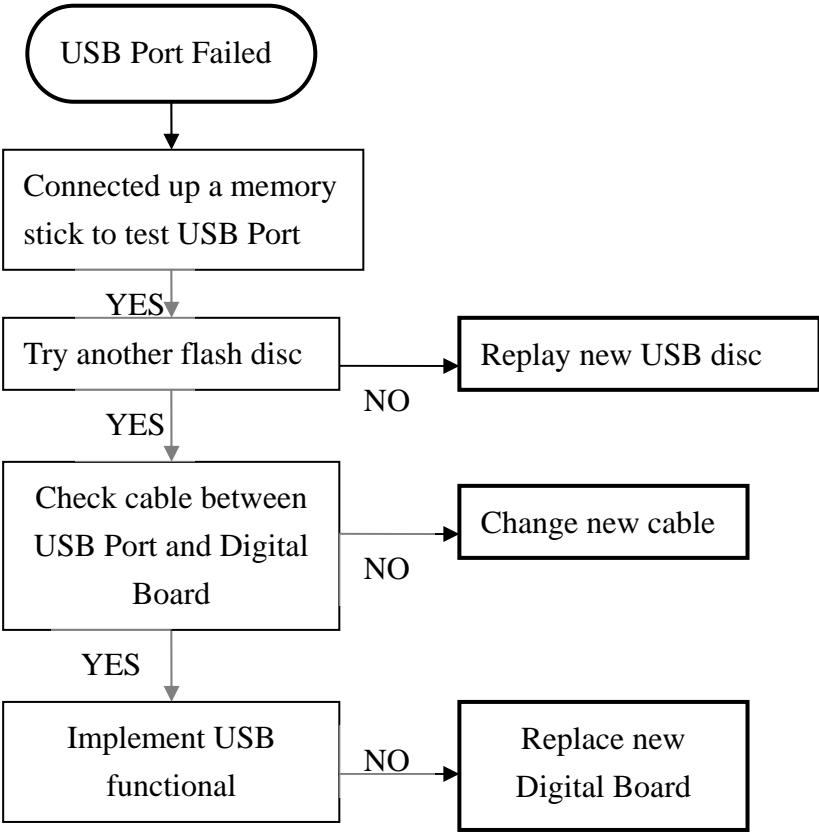 USB Port Failed
Connected up a memory
stick to test USB Port
YES
Try another flash disc
Replay new USB disc
NO
YES
Check cable between
USB Port and Digital
Board
Change new cable
NO
YES
Implement USB
functional
NO
Replace new
Digital Board